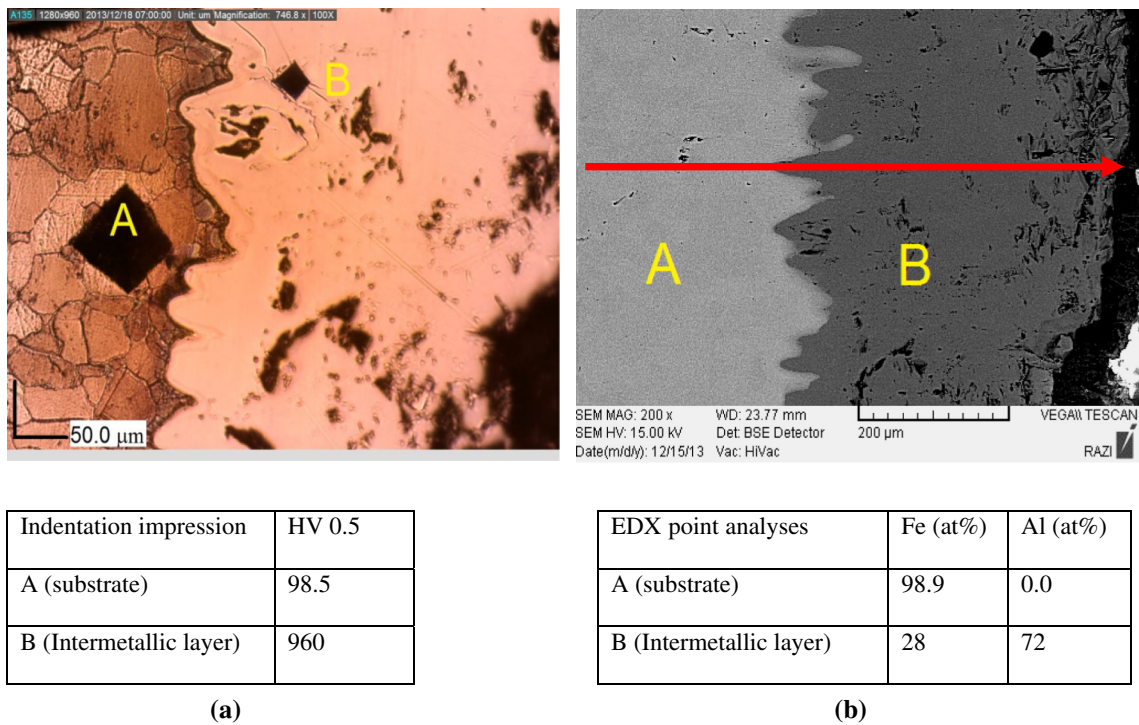 A135 1280x960 2013/12/18 07:00:00 Unit: um Magnification: 746.8 x 100X
B
A
50.0 µm
A
B
SEM MAG: 200 x WD: 23.77 mm VEGA\\ TESCAN
SEM HV: 15.00 kV Det: BSE Detector
Date(m/d/y): 12/15/13 Vac: HiVac 200 µm RAZI
Indentation impression HV 0.5
A (substrate) 98.5
B (Intermetallic layer) 960
(a)
EDX point analyses Fe (at%) Al (at%)
A (substrate) 98.9 0.0
B (Intermetallic layer) 28 72
(b)